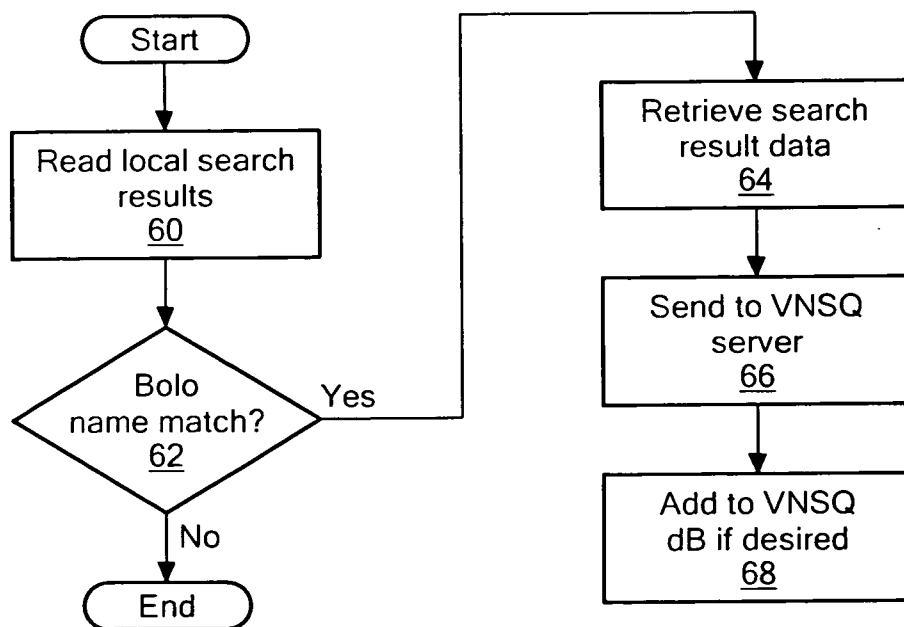 Start
Read local search
results
60
Bolo
name match?
62
Yes
No
End
Retrieve search
result data
64
Send to VNSQ
server
66
Add to VNSQ
dB if desired
68